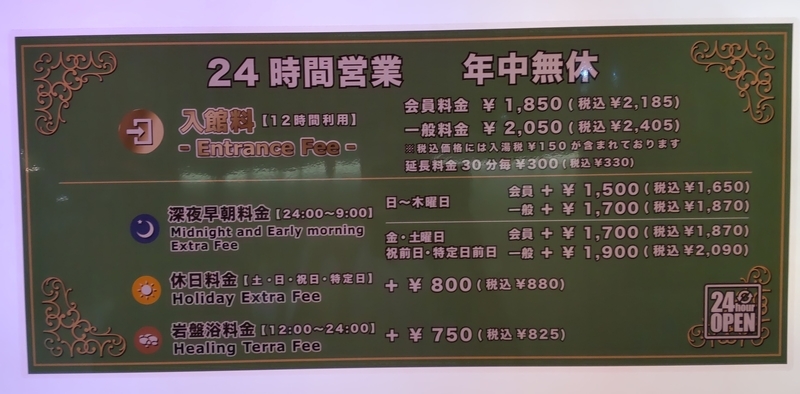 24時間営業 年中無休
入館料【12時間利用】
- Entrance Fee -
会員料金 ¥1,850(税込¥2,185)
一般料金 ¥2,050(税込¥2,405)
※税込価格には入湯税¥150が含まれております
延長料金30分毎¥300(税込¥330)
深夜早朝料金【24:00〜9:00】
Midnight and Early morning
Extra Fee
日〜木曜日
会員 + ¥1,500(税込¥1,650)
一般 + ¥1,700(税込¥1,870)
金・土曜日
祝前日・特定日前日
会員 + ¥1,700(税込¥1,870)
一般 + ¥1,900(税込¥2,090)
休日料金【土・日・祝日・特定日】
Holiday Extra Fee
+ ¥800(税込¥880)
岩盤浴料金【12:00〜24:00】
Healing Terra Fee
+ ¥750(税込¥825)
24hour
OPEN